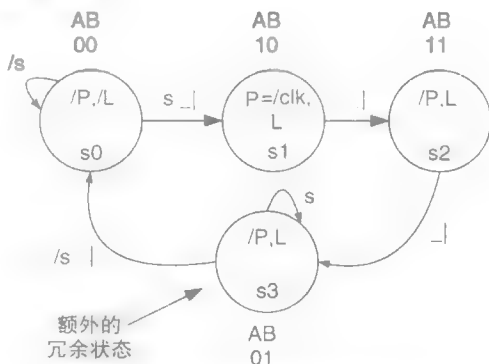 AB
00
AB
10
AB
11
/s
/P,/L
s0
s _|
P=/clk,
L
s1
_|
/P,L
s2
_|
s
/P,L
s3
/s _|
额外的
冗余状态
AB
01